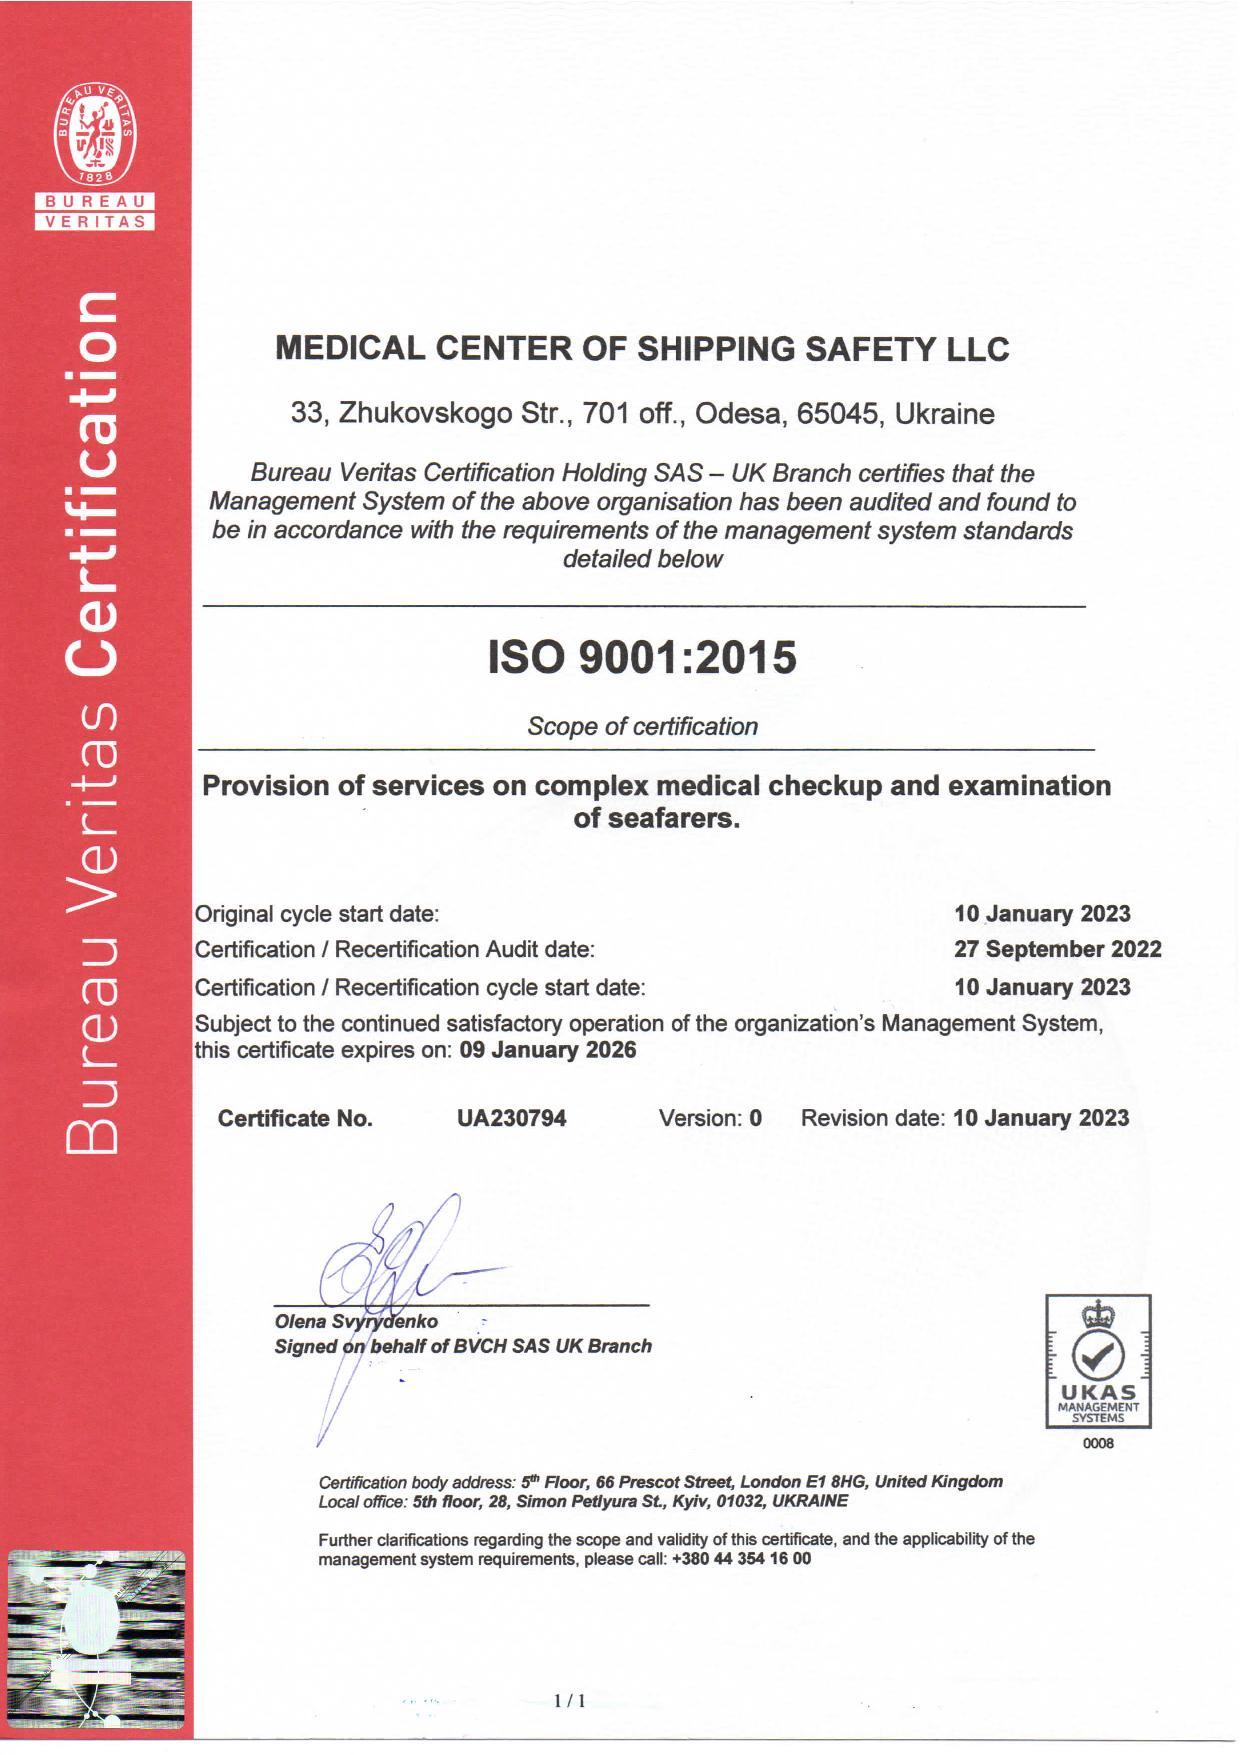 BUREAU VERITAS
1828
BUREAU
VERITAS
Bureau Veritas Certification
MEDICAL CENTER OF SHIPPING SAFETY LLC
33, Zhukovskogo Str., 701 off., Odesa, 65045, Ukraine
Bureau Veritas Certification Holding SAS – UK Branch certifies that the
Management System of the above organisation has been audited and found to
be in accordance with the requirements of the management system standards
detailed below
ISO 9001:2015
Scope of certification
Provision of services on complex medical checkup and examination
of seafarers.
Original cycle start date: 10 January 2023
Certification / Recertification Audit date: 27 September 2022
Certification / Recertification cycle start date: 10 January 2023
Subject to the continued satisfactory operation of the organization's Management System,
this certificate expires on: 09 January 2026
Certificate No. UA230794 Version: 0 Revision date: 10 January 2023
Olena Svyrydenko
Signed on behalf of BVCH SAS UK Branch
UKAS
MANAGEMENT
SYSTEMS
0008
Certification body address: 5th Floor, 66 Prescot Street, London E1 8HG, United Kingdom
Local office: 5th floor, 28, Simon Petlyura St., Kyiv, 01032, UKRAINE
Further clarifications regarding the scope and validity of this certificate, and the applicability of the
management system requirements, please call: +380 44 354 16 00
1 / 1